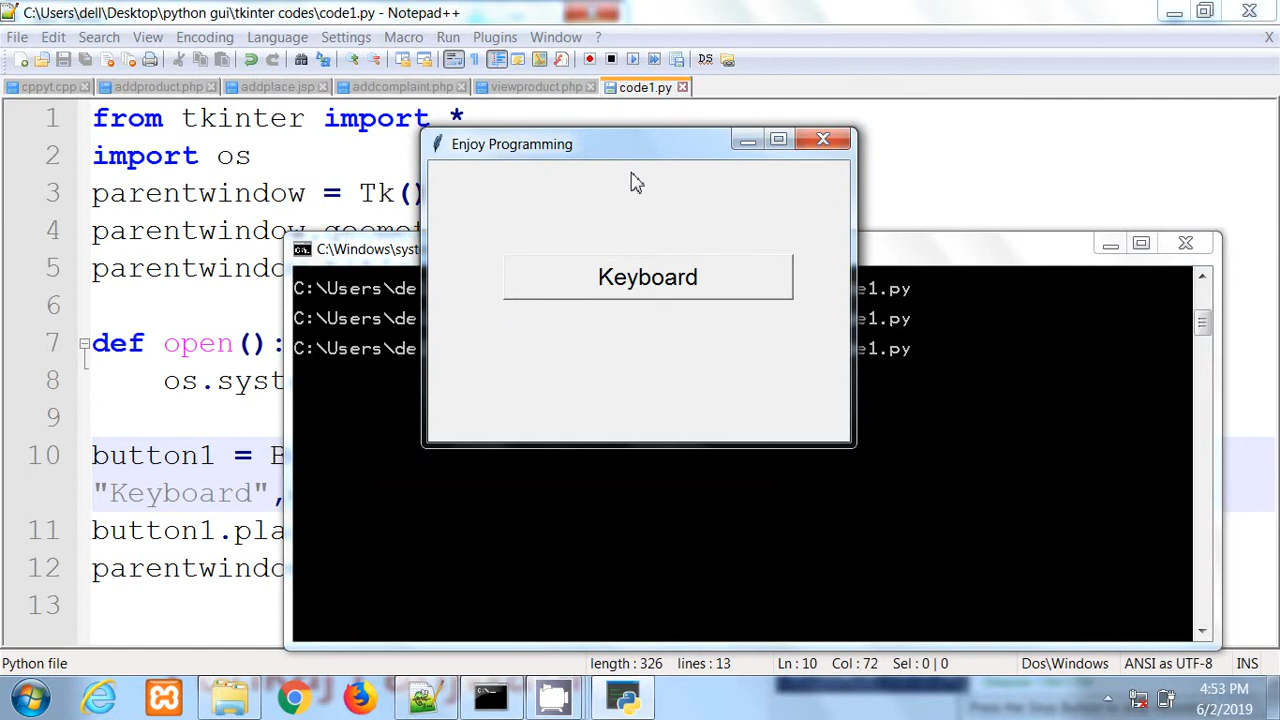 C:\Users\dell\Desktop\python gui\tkinter codes\code1.py - Notepad++
File Edit Search View Encoding Language Settings Macro Run Plugins Window ? X
cppyt.cpp addproduct.php addplace.jsp addcomplaint.php viewproduct.php code1.py
1 from tkinter import *
2 import os
3 parentwindow = Tk()
4 parentwindow
5
6
7 def open():
8 os.syst
9
10 button1 =
"Keyboard",
11 button1.pla
12
13
Enjoy Programming
Keyboard
C:\Windows\syst
C:\Users\de e1.py
C:\Users\de e1.py
C:\Users\de e1.py
Python file length : 326 lines : 13 Ln : 10 Col : 72 Sel : 0 | 0 Dos\Windows ANSI as UTF-8 INS
4:53 PM
6/2/2019